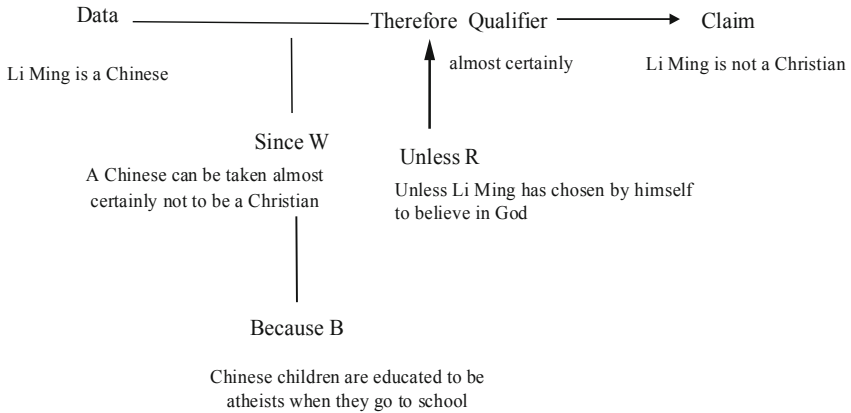 Data Therefore Qualifier Claim
Li Ming is a Chinese almost certainly Li Ming is not a Christian
Since W Unless R
A Chinese can be taken almost
certainly not to be a Christian
Unless Li Ming has chosen by himself
to believe in God
Because B
Chinese children are educated to be
atheists when they go to school